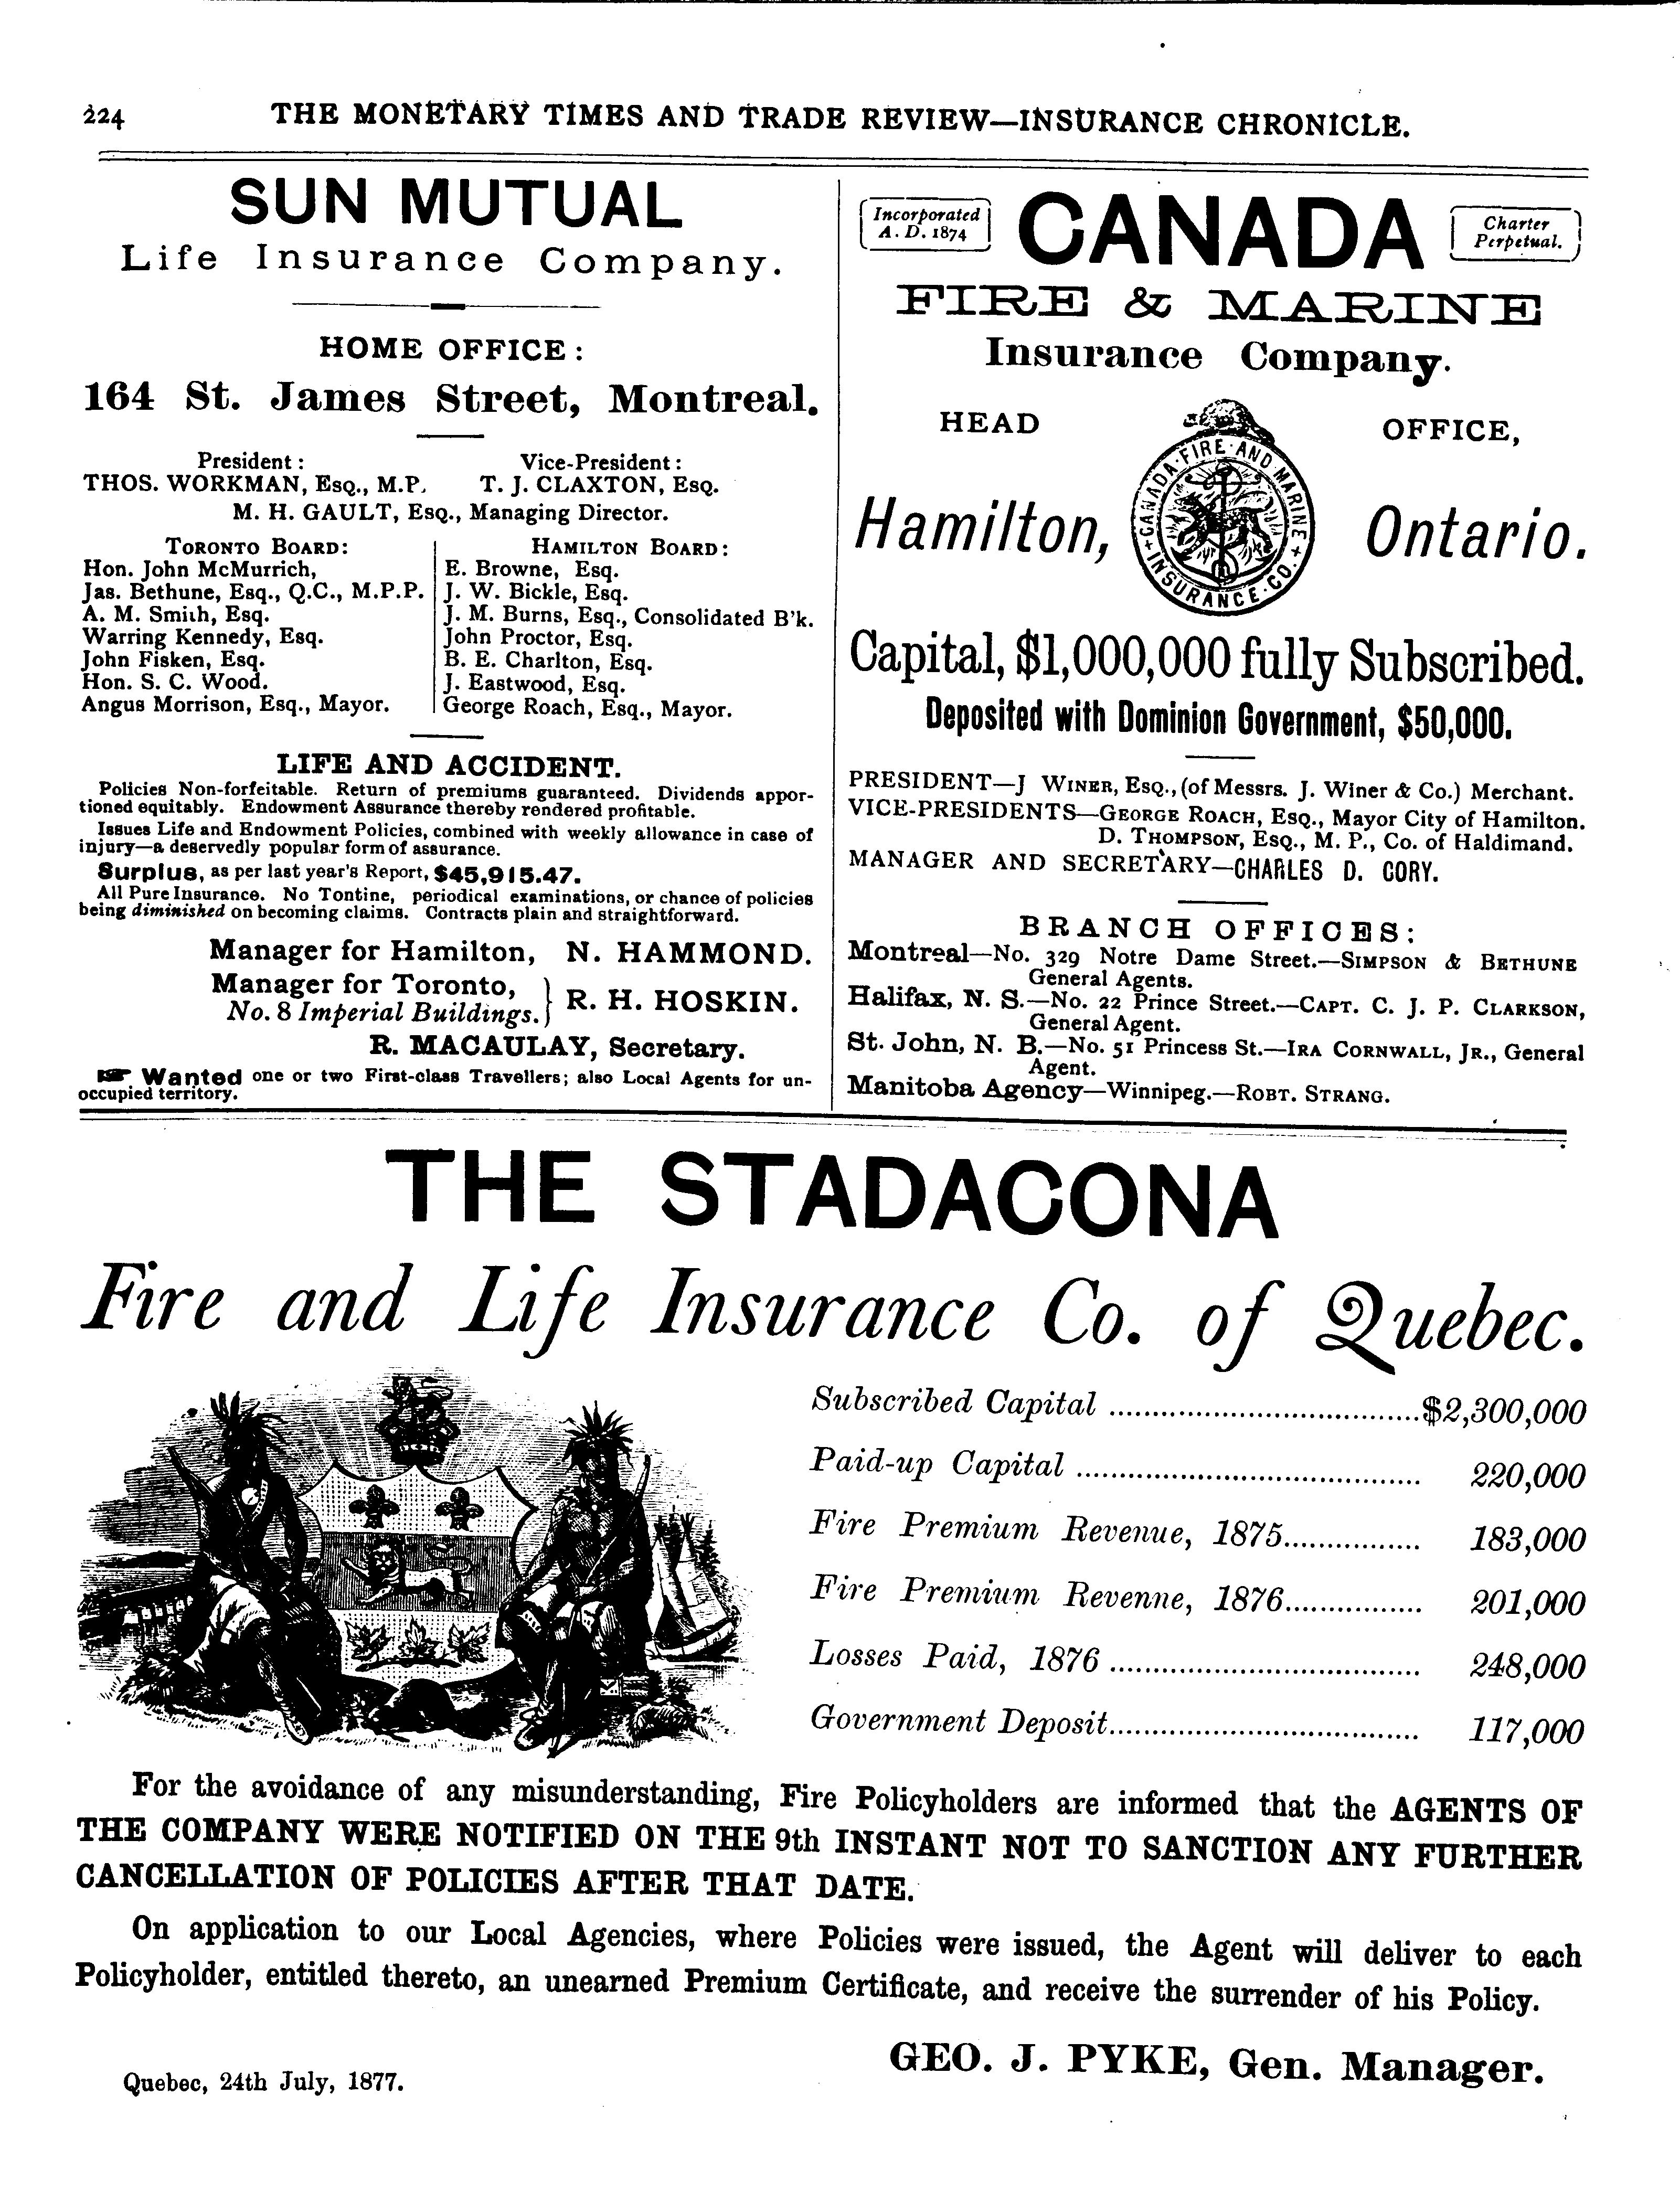 224 THE MONETARY TIMES AND TRADE REVIEW—INSURANCE CHRONICLE.
SUN MUTUAL
Life Insurance Company.
HOME OFFICE:
164 St. James Street, Montreal.
President: Vice-President:
THOS. WORKMAN, Esq., M.P. T. J. CLAXTON, Esq.
M. H. GAULT, Esq., Managing Director.
TORONTO BOARD:
Hon. John McMurrich,
Jas. Bethune, Esq., Q.C., M.P.P.
A. M. Smith, Esq.
Warring Kennedy, Esq.
John Fisken, Esq.
Hon. S. C. Wood.
Angus Morrison, Esq., Mayor.
HAMILTON BOARD:
E. Browne, Esq.
J. W. Bickle, Esq.
J. M. Burns, Esq., Consolidated B'k.
John Proctor, Esq.
B. E. Charlton, Esq.
J. Eastwood, Esq.
George Roach, Esq., Mayor.
LIFE AND ACCIDENT.
Policies Non-forfeitable. Return of premiums guaranteed. Dividends appor-
tioned equitably. Endowment Assurance thereby rendered profitable.
Issues Life and Endowment Policies, combined with weekly allowance in case of
injury—a deservedly popular form of assurance.
Surplus, as per last year's Report, $45,915.47.
All Pure Insurance. No Tontine, periodical examinations, or chance of policies
being diminished on becoming claims. Contracts plain and straightforward.
Manager for Hamilton, N. HAMMOND.
Manager for Toronto,
No. 8 Imperial Buildings. } R. H. HOSKIN.
R. MACAULAY, Secretary.
☞ Wanted one or two First-class Travellers; also Local Agents for un-
occupied territory.
Incorporated
A. D. 1874
CANADA
Charter
Perpetual.
FIRE & MARINE
Insurance Company.
HEAD OFFICE,
CANADA·FIRE·AND·MARINE
INSURANCE·CO.
Hamilton, Ontario.
Capital, $1,000,000 fully Subscribed.
Deposited with Dominion Government, $50,000.
PRESIDENT—J WINER, Esq., (of Messrs. J. Winer & Co.) Merchant.
VICE-PRESIDENTS—GEORGE ROACH, Esq., Mayor City of Hamilton.
D. THOMPSON, Esq., M. P., Co. of Haldimand.
MANAGER AND SECRETARY—CHARLES D. CORY.
BRANCH OFFICES:
Montreal—No. 329 Notre Dame Street.—SIMPSON & BETHUNE
General Agents.
Halifax, N. S.—No. 22 Prince Street.—CAPT. C. J. P. CLARKSON,
General Agent.
St. John, N. B.—No. 51 Princess St.—IRA CORNWALL, JR., General
Agent.
Manitoba Agency—Winnipeg.—ROBT. STRANG.
THE STADACONA
Fire and Life Insurance Co. of Quebec.
Subscribed Capital ....................................$2,300,000
Paid-up Capital ....................................... 220,000
Fire Premium Revenue, 1875................ 183,000
Fire Premium Revenne, 1876................ 201,000
Losses Paid, 1876 ................................... 248,000
Government Deposit................................... 117,000
For the avoidance of any misunderstanding, Fire Policyholders are informed that the AGENTS OF
THE COMPANY WERE NOTIFIED ON THE 9th INSTANT NOT TO SANCTION ANY FURTHER
CANCELLATION OF POLICIES AFTER THAT DATE.
On application to our Local Agencies, where Policies were issued, the Agent will deliver to each
Policyholder, entitled thereto, an unearned Premium Certificate, and receive the surrender of his Policy.
GEO. J. PYKE, Gen. Manager.
Quebec, 24th July, 1877.